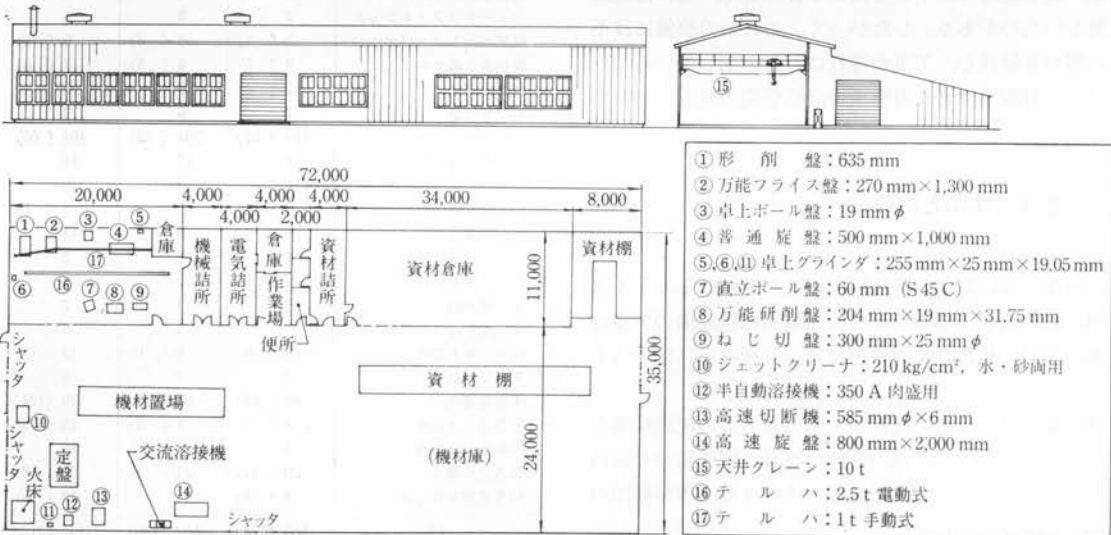 ⑮
72,000
20,000
4,000
4,000
4,000
34,000
8,000
4,000
2,000
① ② ③ ④ ⑤
倉庫
機械詰所
電気詰所
倉庫
作業場
資材詰所
資材倉庫
資材棚
11,000
⑰
⑥ ⑯ ⑦ ⑧ ⑨
便所
35,000
シャッタ
資材棚
機材置場
⑩
シャッタ
定盤
交流溶接機
(機材庫)
24,000
火床
⑪ ⑫ ⑬ ⑭
シャッタ
①形削盤：635 mm
②万能フライス盤：270 mm×1,300 mm
③卓上ボール盤：19 mmφ
④普通旋盤：500 mm×1,000 mm
⑤,⑥,⑪卓上グラインダ：255 mm×25 mm×19.05 mm
⑦直立ボール盤：60 mm (S 45 C)
⑧万能研削盤：204 mm×19 mm×31.75 mm
⑨ねじ切盤：300 mm×25 mmφ
⑩ジェットクリーナ：210 kg/cm², 水・砂両用
⑫半自動溶接機：350 A 肉盛用
⑬高速切断機：585 mmφ×6 mm
⑭高速旋盤：800 mm×2,000 mm
⑮天井クレーン：10 t
⑯テルハ：2.5 t 電動式
⑰テルハ：1 t 手動式